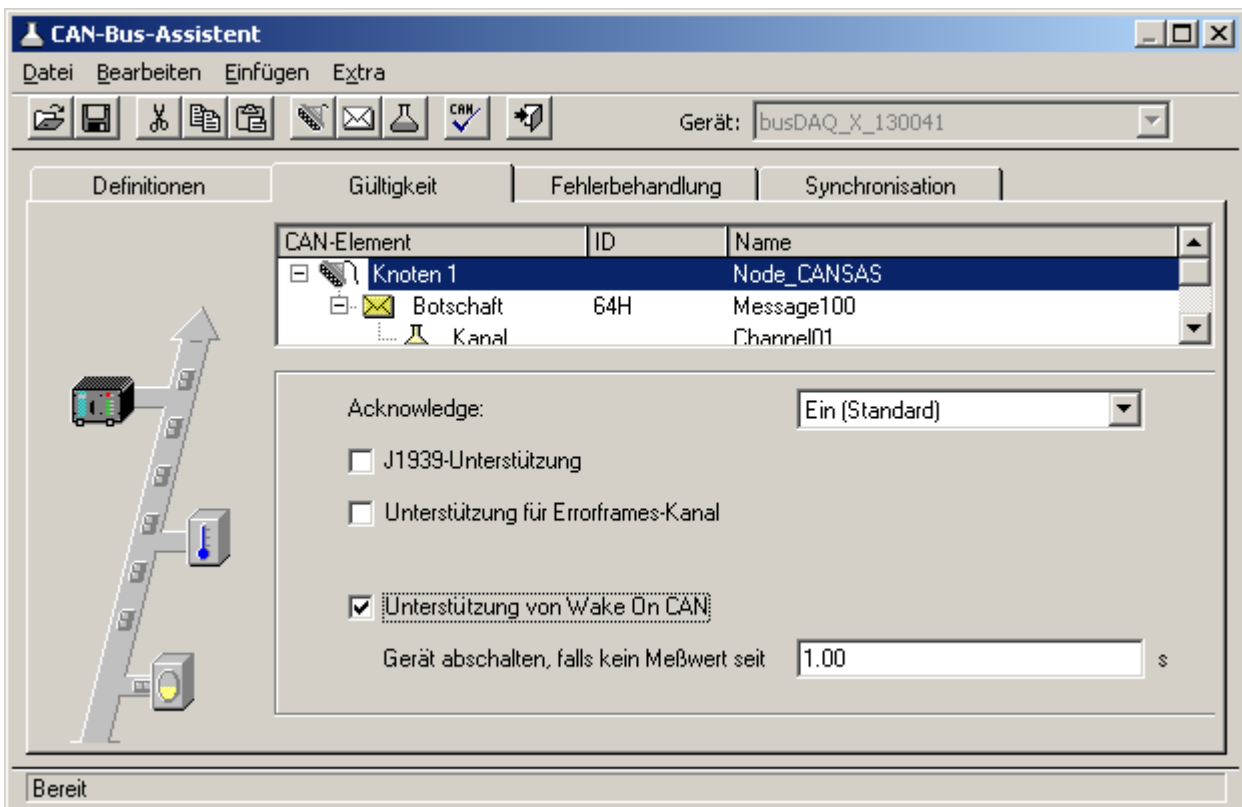 CAN-Bus-Assistent
Datei Bearbeiten Einfügen Extra
CAN Gerät: busDAQ_X_130041
Definitionen Gültigkeit Fehlerbehandlung Synchronisation
CAN-Element ID Name
Knoten 1 Node_CANSAS
Botschaft 64H Message100
Kanal Channel01
Acknowledge: Ein (Standard)
J1939-Unterstützung
Unterstützung für Errorframes-Kanal
Unterstützung von Wake On CAN
Gerät abschalten, falls kein Meßwert seit 1.00 s
Bereit